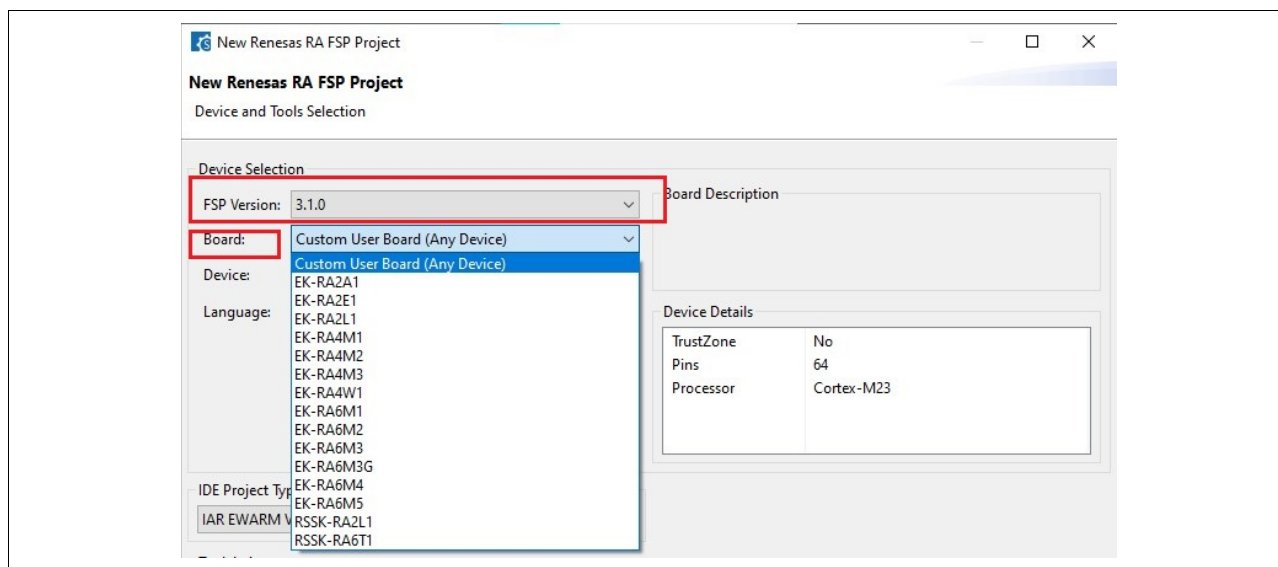 New Renesas RA FSP Project
New Renesas RA FSP Project
Device and Tools Selection
Device Selection
FSP Version: 3.1.0
Board Description
Board: Custom User Board (Any Device)
Custom User Board (Any Device)
Device:
EK-RA2A1
EK-RA2E1
Language:
EK-RA2L1
Device Details
EK-RA4M1
TrustZone No
EK-RA4M2
Pins 64
EK-RA4M3
Processor Cortex-M23
EK-RA4W1
EK-RA6M1
EK-RA6M2
EK-RA6M3
EK-RA6M3G
EK-RA6M4
IDE Project Typ
EK-RA6M5
IAR EWARM V
RSSK-RA2L1
RSSK-RA6T1